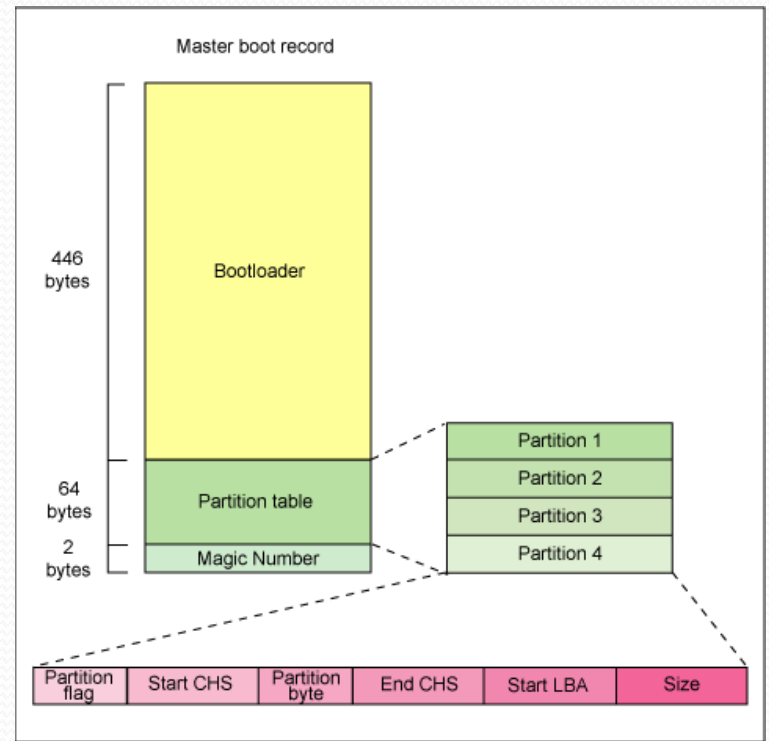 Master boot record
446
bytes
Bootloader
Partition 1
Partition 2
Partition 3
Partition 4
64
bytes
Partition table
2
bytes
Magic Number
Partition
flag
Start CHS
Partition
byte
End CHS
Start LBA
Size